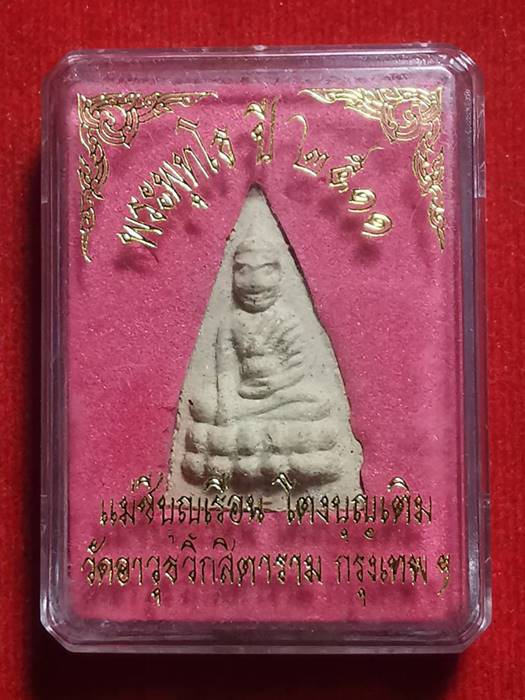 พระพุทโธ ปี ๒๕๑๑
แม่ชีบุญเรือน โตงบุญเติม
วัดอาวุธวิกสิตาราม กรุงเทพ ฯ